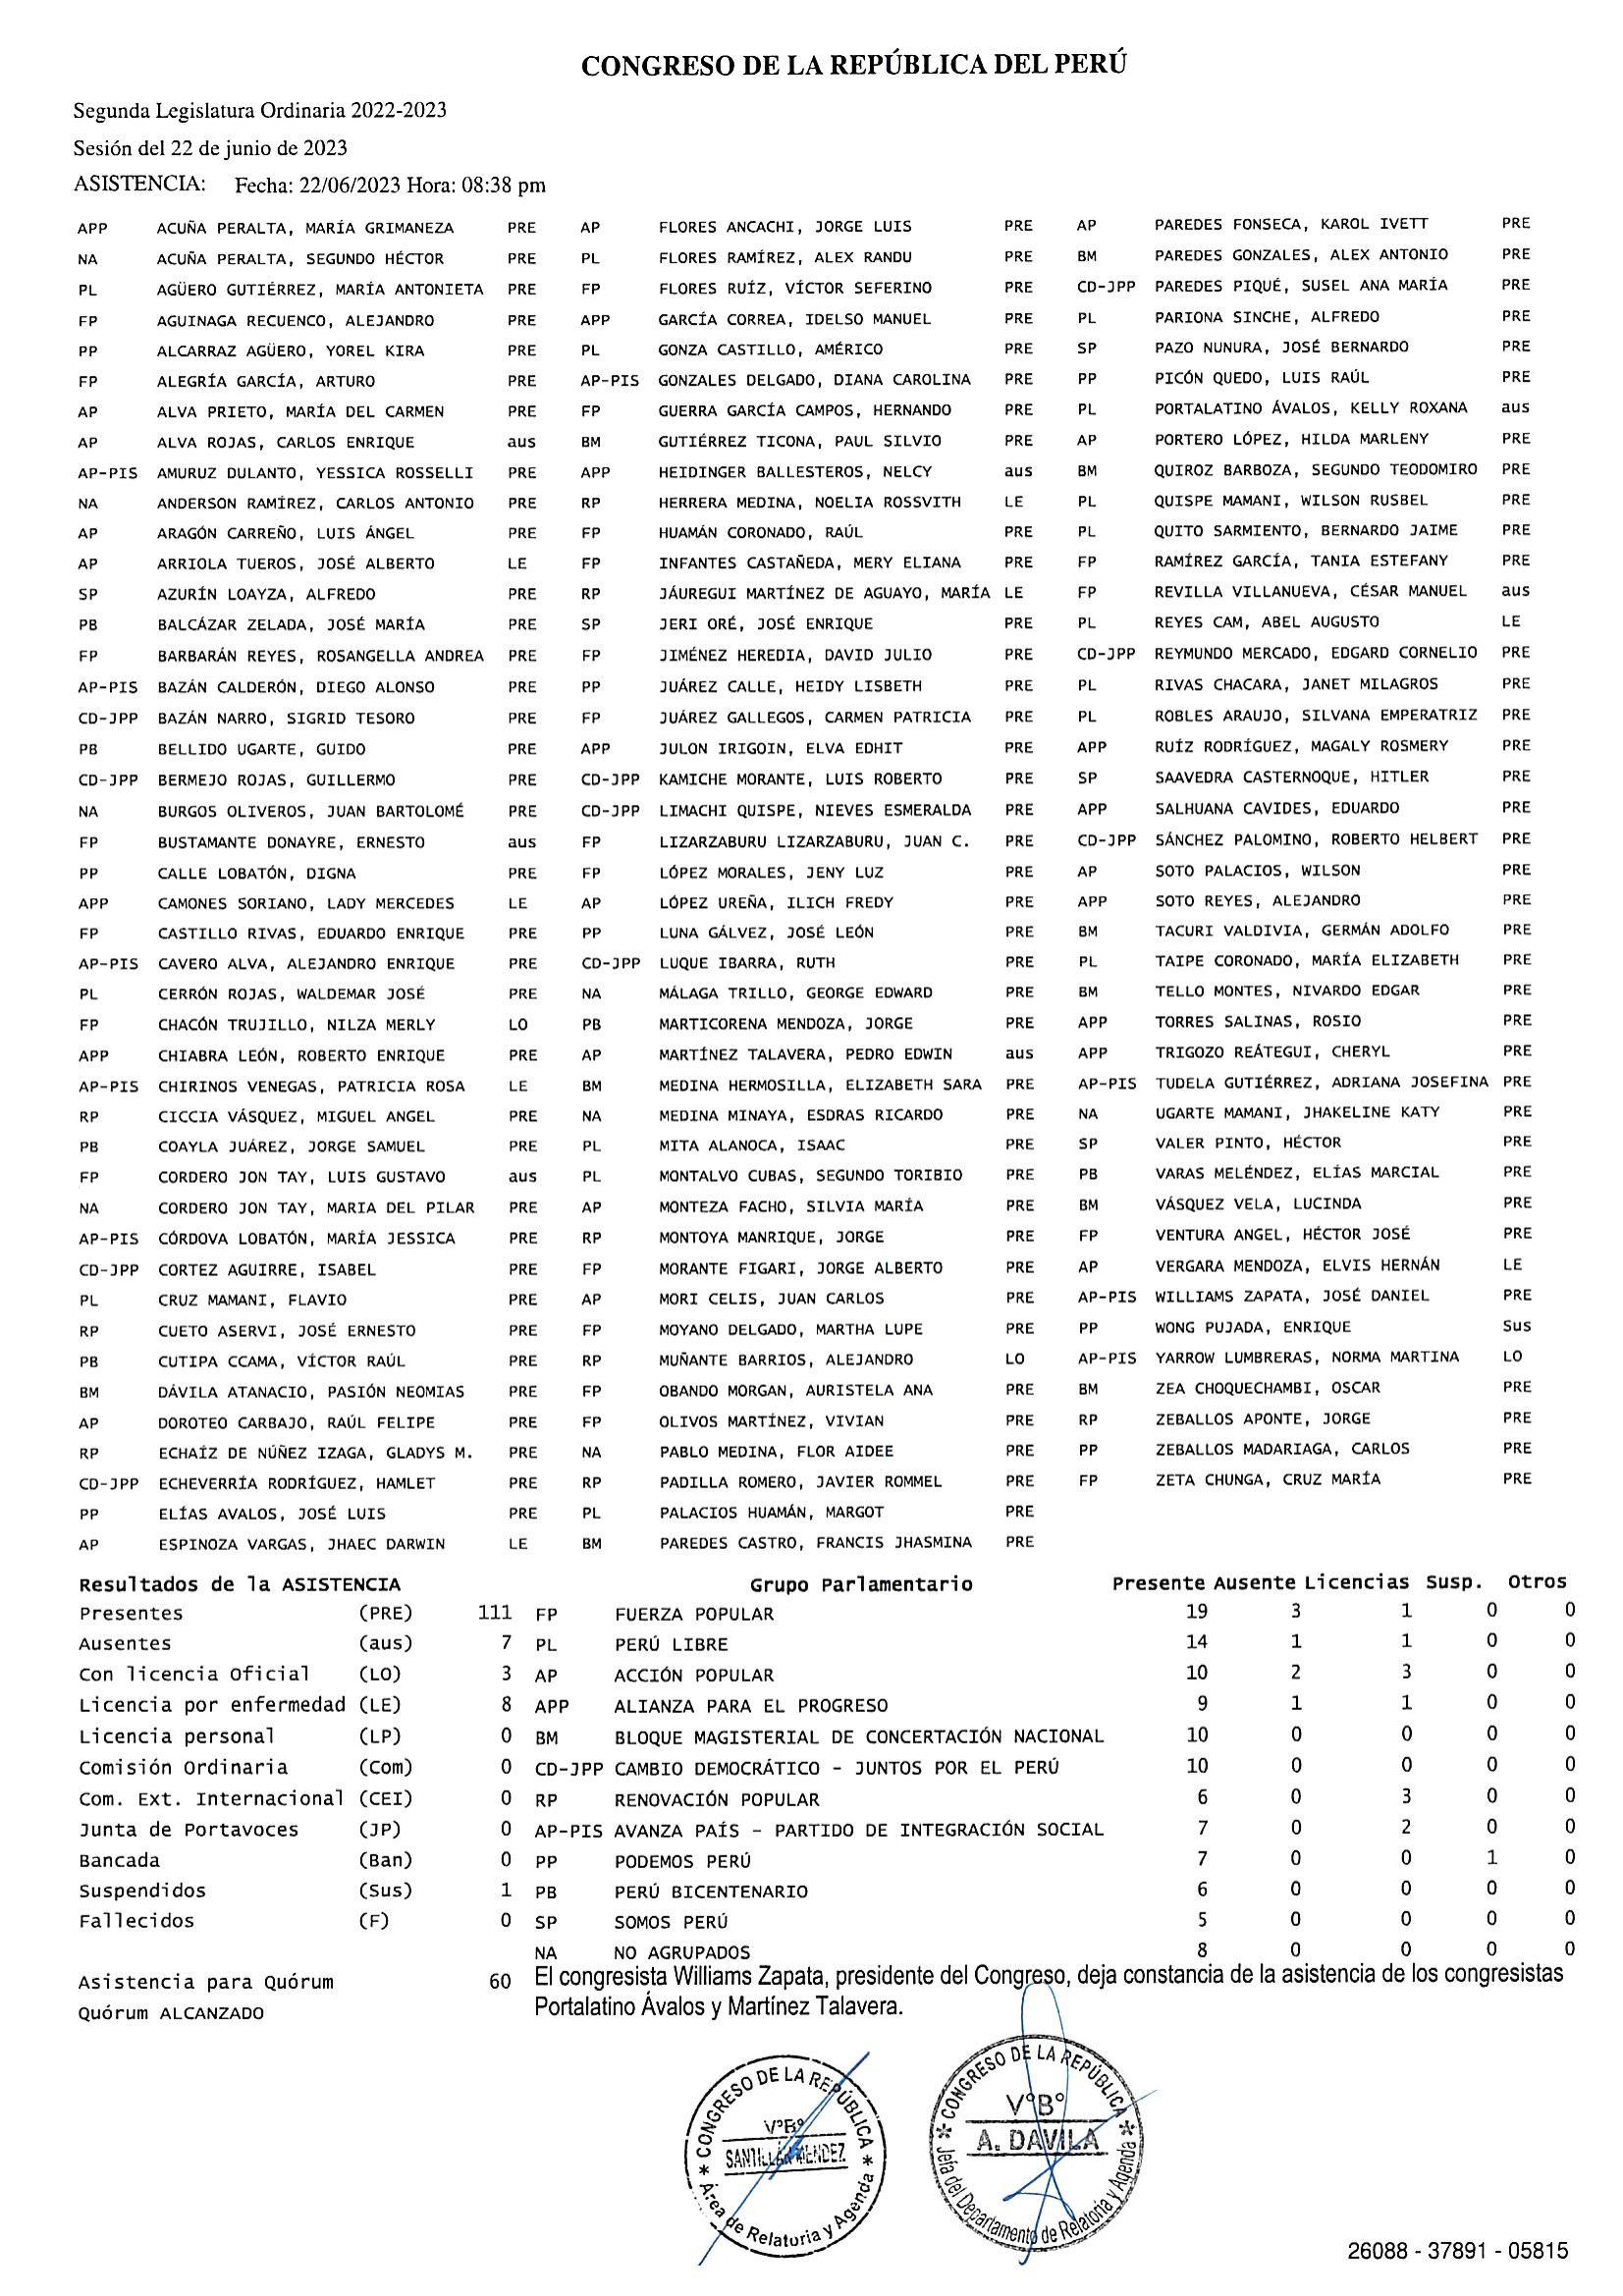 CONGRESO DE LA REPÚBLICA DEL PERÚ
Segunda Legislatura Ordinaria 2022-2023
Sesión del 22 de junio de 2023
ASISTENCIA: Fecha: 22/06/2023 Hora: 08:38 pm
APP ACUÑA PERALTA, MARÍA GRIMANEZA PRE AP FLORES ANCACHI, JORGE LUIS PRE AP PAREDES FONSECA, KAROL IVETT PRE
NA ACUÑA PERALTA, SEGUNDO HÉCTOR PRE PL FLORES RAMÍREZ, ALEX RANDU PRE BM PAREDES GONZALES, ALEX ANTONIO PRE
PL AGÜERO GUTIÉRREZ, MARÍA ANTONIETA PRE FP FLORES RUÍZ, VÍCTOR SEFERINO PRE CD-JPP PAREDES PIQUÉ, SUSEL ANA MARÍA PRE
FP AGUINAGA RECUENCO, ALEJANDRO PRE APP GARCÍA CORREA, IDELSO MANUEL PRE PL PARIONA SINCHE, ALFREDO PRE
PP ALCARRAZ AGÜERO, YOREL KIRA PRE PL GONZA CASTILLO, AMÉRICO PRE SP PAZO NUNURA, JOSÉ BERNARDO PRE
FP ALEGRÍA GARCÍA, ARTURO PRE AP-PIS GONZALES DELGADO, DIANA CAROLINA PRE PP PICÓN QUEDO, LUIS RAÚL PRE
AP ALVA PRIETO, MARÍA DEL CARMEN PRE FP GUERRA GARCÍA CAMPOS, HERNANDO PRE PL PORTALATINO ÁVALOS, KELLY ROXANA aus
AP ALVA ROJAS, CARLOS ENRIQUE aus BM GUTIÉRREZ TICONA, PAUL SILVIO PRE AP PORTERO LÓPEZ, HILDA MARLENY PRE
AP-PIS AMURUZ DULANTO, YESSICA ROSSELLI PRE APP HEIDINGER BALLESTEROS, NELCY aus BM QUIROZ BARBOZA, SEGUNDO TEODOMIRO PRE
NA ANDERSON RAMÍREZ, CARLOS ANTONIO PRE RP HERRERA MEDINA, NOELIA ROSSVITH LE PL QUISPE MAMANI, WILSON RUSBEL PRE
AP ARAGÓN CARREÑO, LUIS ÁNGEL PRE FP HUAMÁN CORONADO, RAÚL PRE PL QUITO SARMIENTO, BERNARDO JAIME PRE
AP ARRIOLA TUEROS, JOSÉ ALBERTO LE FP INFANTES CASTAÑEDA, MERY ELIANA PRE FP RAMÍREZ GARCÍA, TANIA ESTEFANY PRE
SP AZURÍN LOAYZA, ALFREDO PRE RP JÁUREGUI MARTÍNEZ DE AGUAYO, MARÍA LE FP REVILLA VILLANUEVA, CÉSAR MANUEL aus
PB BALCÁZAR ZELADA, JOSÉ MARÍA PRE SP JERI ORÉ, JOSÉ ENRIQUE PRE PL REYES CAM, ABEL AUGUSTO LE
FP BARBARÁN REYES, ROSANGELLA ANDREA PRE FP JIMÉNEZ HEREDIA, DAVID JULIO PRE CD-JPP REYMUNDO MERCADO, EDGARD CORNELIO PRE
AP-PIS BAZÁN CALDERÓN, DIEGO ALONSO PRE PP JUÁREZ CALLE, HEIDY LISBETH PRE PL RIVAS CHACARA, JANET MILAGROS PRE
CD-JPP BAZÁN NARRO, SIGRID TESORO PRE FP JUÁREZ GALLEGOS, CARMEN PATRICIA PRE PL ROBLES ARAUJO, SILVANA EMPERATRIZ PRE
PB BELLIDO UGARTE, GUIDO PRE APP JULON IRIGOIN, ELVA EDHIT PRE APP RUÍZ RODRÍGUEZ, MAGALY ROSMERY PRE
CD-JPP BERMEJO ROJAS, GUILLERMO PRE CD-JPP KAMICHE MORANTE, LUIS ROBERTO PRE SP SAAVEDRA CASTERNOQUE, HITLER PRE
NA BURGOS OLIVEROS, JUAN BARTOLOMÉ PRE CD-JPP LIMACHI QUISPE, NIEVES ESMERALDA PRE APP SALHUANA CAVIDES, EDUARDO PRE
FP BUSTAMANTE DONAYRE, ERNESTO aus FP LIZARZABURU LIZARZABURU, JUAN C. PRE CD-JPP SÁNCHEZ PALOMINO, ROBERTO HELBERT PRE
PP CALLE LOBATÓN, DIGNA PRE FP LÓPEZ MORALES, JENY LUZ PRE AP SOTO PALACIOS, WILSON PRE
APP CAMONES SORIANO, LADY MERCEDES LE AP LÓPEZ UREÑA, ILICH FREDY PRE APP SOTO REYES, ALEJANDRO PRE
FP CASTILLO RIVAS, EDUARDO ENRIQUE PRE PP LUNA GÁLVEZ, JOSÉ LEÓN PRE BM TACURI VALDIVIA, GERMÁN ADOLFO PRE
AP-PIS CAVERO ALVA, ALEJANDRO ENRIQUE PRE CD-JPP LUQUE IBARRA, RUTH PRE PL TAIPE CORONADO, MARÍA ELIZABETH PRE
PL CERRÓN ROJAS, WALDEMAR JOSÉ PRE NA MÁLAGA TRILLO, GEORGE EDWARD PRE BM TELLO MONTES, NIVARDO EDGAR PRE
FP CHACÓN TRUJILLO, NILZA MERLY LO PB MARTICORENA MENDOZA, JORGE PRE APP TORRES SALINAS, ROSIO PRE
APP CHIABRA LEÓN, ROBERTO ENRIQUE PRE AP MARTÍNEZ TALAVERA, PEDRO EDWIN aus APP TRIGOZO REÁTEGUI, CHERYL PRE
AP-PIS CHIRINOS VENEGAS, PATRICIA ROSA LE BM MEDINA HERMOSILLA, ELIZABETH SARA PRE AP-PIS TUDELA GUTIÉRREZ, ADRIANA JOSEFINA PRE
RP CICCIA VÁSQUEZ, MIGUEL ANGEL PRE NA MEDINA MINAYA, ESDRAS RICARDO PRE NA UGARTE MAMANI, JHAKELINE KATY PRE
PB COAYLA JUÁREZ, JORGE SAMUEL PRE PL MITA ALANOCA, ISAAC PRE SP VALER PINTO, HÉCTOR PRE
FP CORDERO JON TAY, LUIS GUSTAVO aus PL MONTALVO CUBAS, SEGUNDO TORIBIO PRE PB VARAS MELÉNDEZ, ELÍAS MARCIAL PRE
NA CORDERO JON TAY, MARIA DEL PILAR PRE AP MONTEZA FACHO, SILVIA MARÍA PRE BM VÁSQUEZ VELA, LUCINDA PRE
AP-PIS CÓRDOVA LOBATÓN, MARÍA JESSICA PRE RP MONTOYA MANRIQUE, JORGE PRE FP VENTURA ANGEL, HÉCTOR JOSÉ PRE
CD-JPP CORTEZ AGUIRRE, ISABEL PRE FP MORANTE FIGARI, JORGE ALBERTO PRE AP VERGARA MENDOZA, ELVIS HERNÁN LE
PL CRUZ MAMANI, FLAVIO PRE AP MORI CELIS, JUAN CARLOS PRE AP-PIS WILLIAMS ZAPATA, JOSÉ DANIEL PRE
RP CUETO ASERVI, JOSÉ ERNESTO PRE FP MOYANO DELGADO, MARTHA LUPE PRE PP WONG PUJADA, ENRIQUE Sus
PB CUTIPA CCAMA, VÍCTOR RAÚL PRE RP MUÑANTE BARRIOS, ALEJANDRO LO AP-PIS YARROW LUMBRERAS, NORMA MARTINA LO
BM DÁVILA ATANACIO, PASIÓN NEOMIAS PRE FP OBANDO MORGAN, AURISTELA ANA PRE BM ZEA CHOQUECHAMBI, OSCAR PRE
AP DOROTEO CARBAJO, RAÚL FELIPE PRE FP OLIVOS MARTÍNEZ, VIVIAN PRE RP ZEBALLOS APONTE, JORGE PRE
RP ECHAÍZ DE NÚÑEZ IZAGA, GLADYS M. PRE NA PABLO MEDINA, FLOR AIDEE PRE PP ZEBALLOS MADARIAGA, CARLOS PRE
CD-JPP ECHEVERRÍA RODRÍGUEZ, HAMLET PRE RP PADILLA ROMERO, JAVIER ROMMEL PRE FP ZETA CHUNGA, CRUZ MARÍA PRE
PP ELÍAS AVALOS, JOSÉ LUIS PRE PL PALACIOS HUAMÁN, MARGOT PRE
AP ESPINOZA VARGAS, JHAEC DARWIN LE BM PAREDES CASTRO, FRANCIS JHASMINA PRE
Resultados de la ASISTENCIA Grupo Parlamentario Presente Ausente Licencias Susp. Otros
Presentes (PRE) 111 FP FUERZA POPULAR 19 3 1 0 0
Ausentes (aus) 7 PL PERÚ LIBRE 14 1 1 0 0
Con licencia Oficial (LO) 3 AP ACCIÓN POPULAR 10 2 3 0 0
Licencia por enfermedad (LE) 8 APP ALIANZA PARA EL PROGRESO 9 1 1 0 0
Licencia personal (LP) 0 BM BLOQUE MAGISTERIAL DE CONCERTACIÓN NACIONAL 10 0 0 0 0
Comisión Ordinaria (Com) 0 CD-JPP CAMBIO DEMOCRÁTICO - JUNTOS POR EL PERÚ 10 0 0 0 0
Com. Ext. Internacional (CEI) 0 RP RENOVACIÓN POPULAR 6 0 3 0 0
Junta de Portavoces (JP) 0 AP-PIS AVANZA PAÍS - PARTIDO DE INTEGRACIÓN SOCIAL 7 0 2 0 0
Bancada (Ban) 0 PP PODEMOS PERÚ 7 0 0 1 0
Suspendidos (Sus) 1 PB PERÚ BICENTENARIO 6 0 0 0 0
Fallecidos (F) 0 SP SOMOS PERÚ 5 0 0 0 0
NA NO AGRUPADOS 8 0 0 0 0
Asistencia para Quórum 60 El congresista Williams Zapata, presidente del Congreso, deja constancia de la asistencia de los congresistas
Quórum ALCANZADO Portalatino Ávalos y Martínez Talavera.
* CONGRESO DE LA REPÚBLICA *
V°B°
SANTILLÁN MENDEZ
Área de Relatoria y Agenda
* CONGRESO DE LA REPÚBLICA *
V°B°
A. DAVILA
Jefa del Departamento de Relatoria y Agenda
26088 - 37891 - 05815